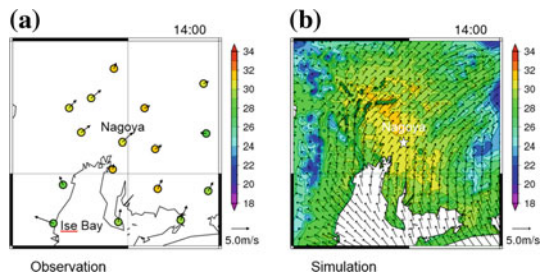 (a)
14:00
34
32
30
28
26
24
22
20
18
5.0m/s
Nagoya
Ise Bay
Observation
(b)
14:00
34
32
30
28
26
24
22
20
18
5.0m/s
Nagoya
Simulation